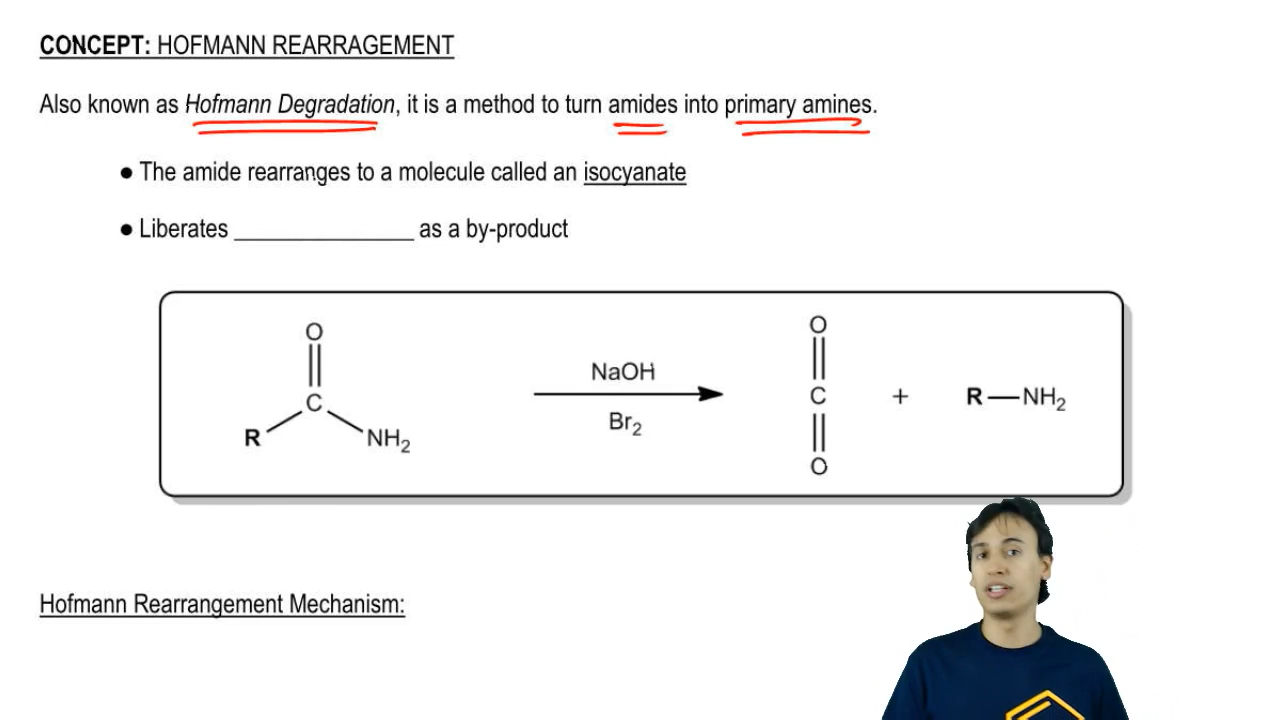 CONCEPT: HOFMANN REARRAGEMENT
Also known as Hofmann Degradation, it is a method to turn amides into primary amines.
● The amide rearranges to a molecule called an isocyanate
● Liberates _______________ as a by-product
O
C
R
NH2
NaOH
Br2
O
C
O
+
R—NH2
Hofmann Rearrangement Mechanism: